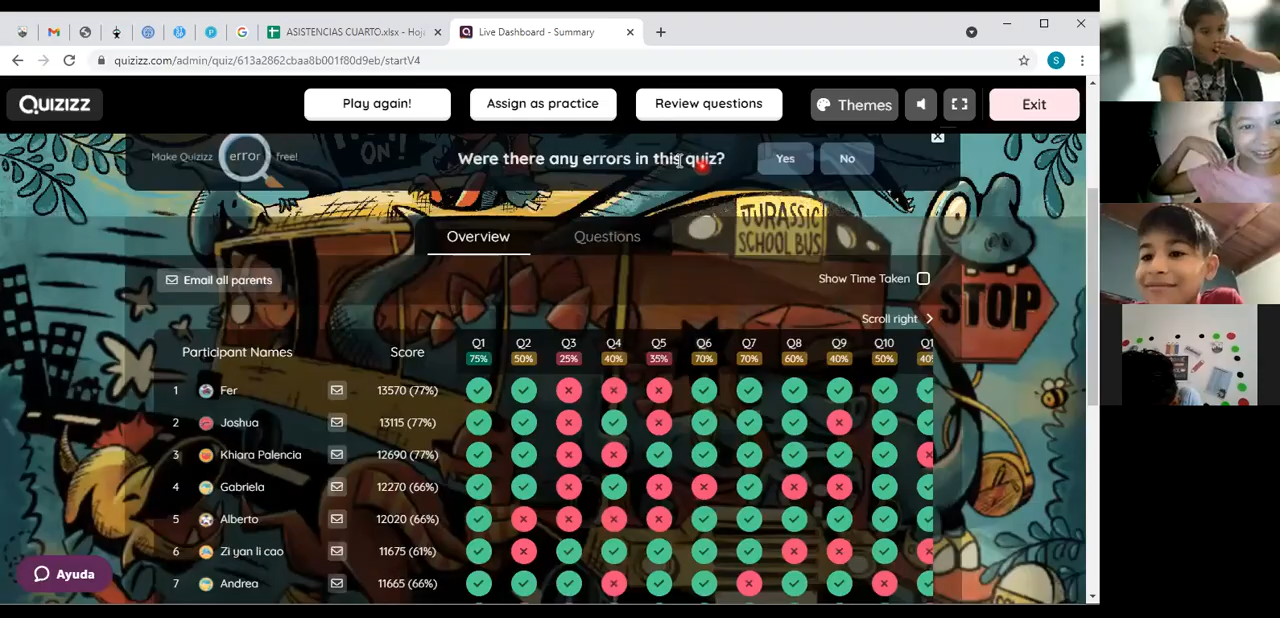 ASISTENCIAS CUARTO.xlsx - Hoj
Live Dashboard - Summary
quizizz.com/admin/quiz/613a2862cbaa8b001f80d9eb/startV4
S
QUIZIZZ
Play again!
Assign as practice
Review questions
Themes
Exit
Make Quizizz error free!
Were there any errors in this quiz?
Yes
No
JURASSIC
SCHOOL BUS
Overview
Questions
Email all parents
Show Time Taken
STOP
Scroll right
Participant Names Score Q1 Q2 Q3 Q4 Q5 Q6 Q7 Q8 Q9 Q10 Q1
75% 50% 25% 40% 35% 70% 70% 60% 40% 50% 40
1 Fer 13570 (77%)
2 Joshua 13115 (77%)
3 Khiara Palencia 12690 (77%)
4 Gabriela 12270 (66%)
5 Alberto 12020 (66%)
6 Zi yan li cao 11675 (61%)
7 Andrea 11665 (66%)
Ayuda